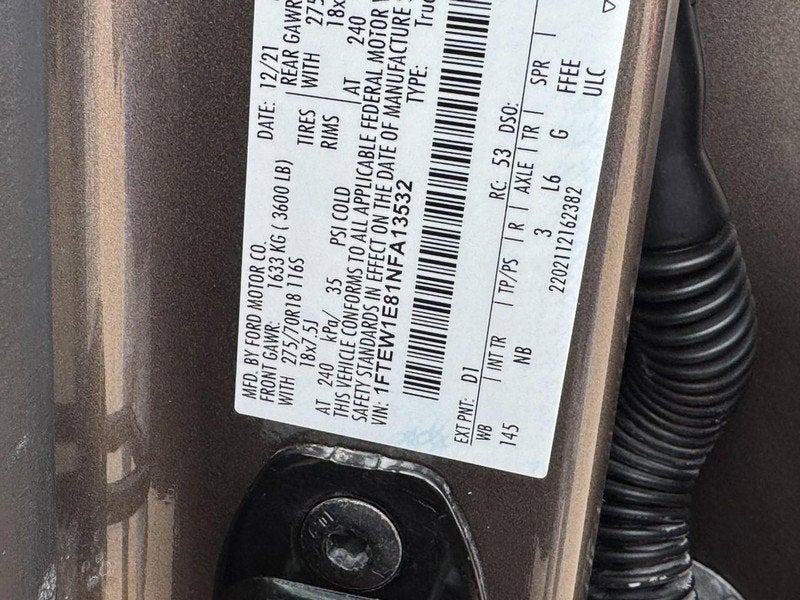 MFD. BY FORD MOTOR CO.
DATE: 12/21
FRONT GAWR: 1633 KG ( 3600 LB)
REAR GAWR
WITH 275/70R18 116S TIRES
WITH 275
18x7.5J RIMS
18x
AT 240 kPa/ 35 PSI COLD
AT 240
THIS VEHICLE CONFORMS TO ALL APPLICABLE FEDERAL MOTOR
SAFETY STANDARDS IN EFFECT ON THE DATE OF MANUFACTURE
VIN: 1FTEW1E81NFA13532
TYPE:
EXT PNT: D1 RC: 53 DSO:
WB | INT TR | TP/PS | R | AXLE | TR | SPR |
145 NB 3 L6 G FFEE
2202112162382 ULC